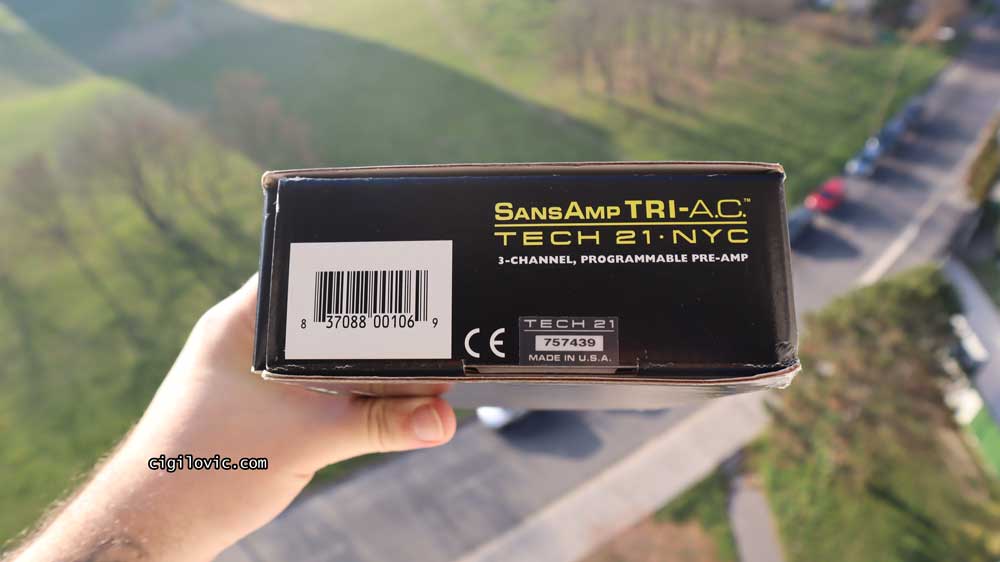 SANSAMP TRI-A.C.™
TECH 21·NYC
3-CHANNEL, PROGRAMMABLE PRE-AMP
8 37088 00106 9
CE
TECH 21
757439
MADE IN U.S.A.
cigilovic.com